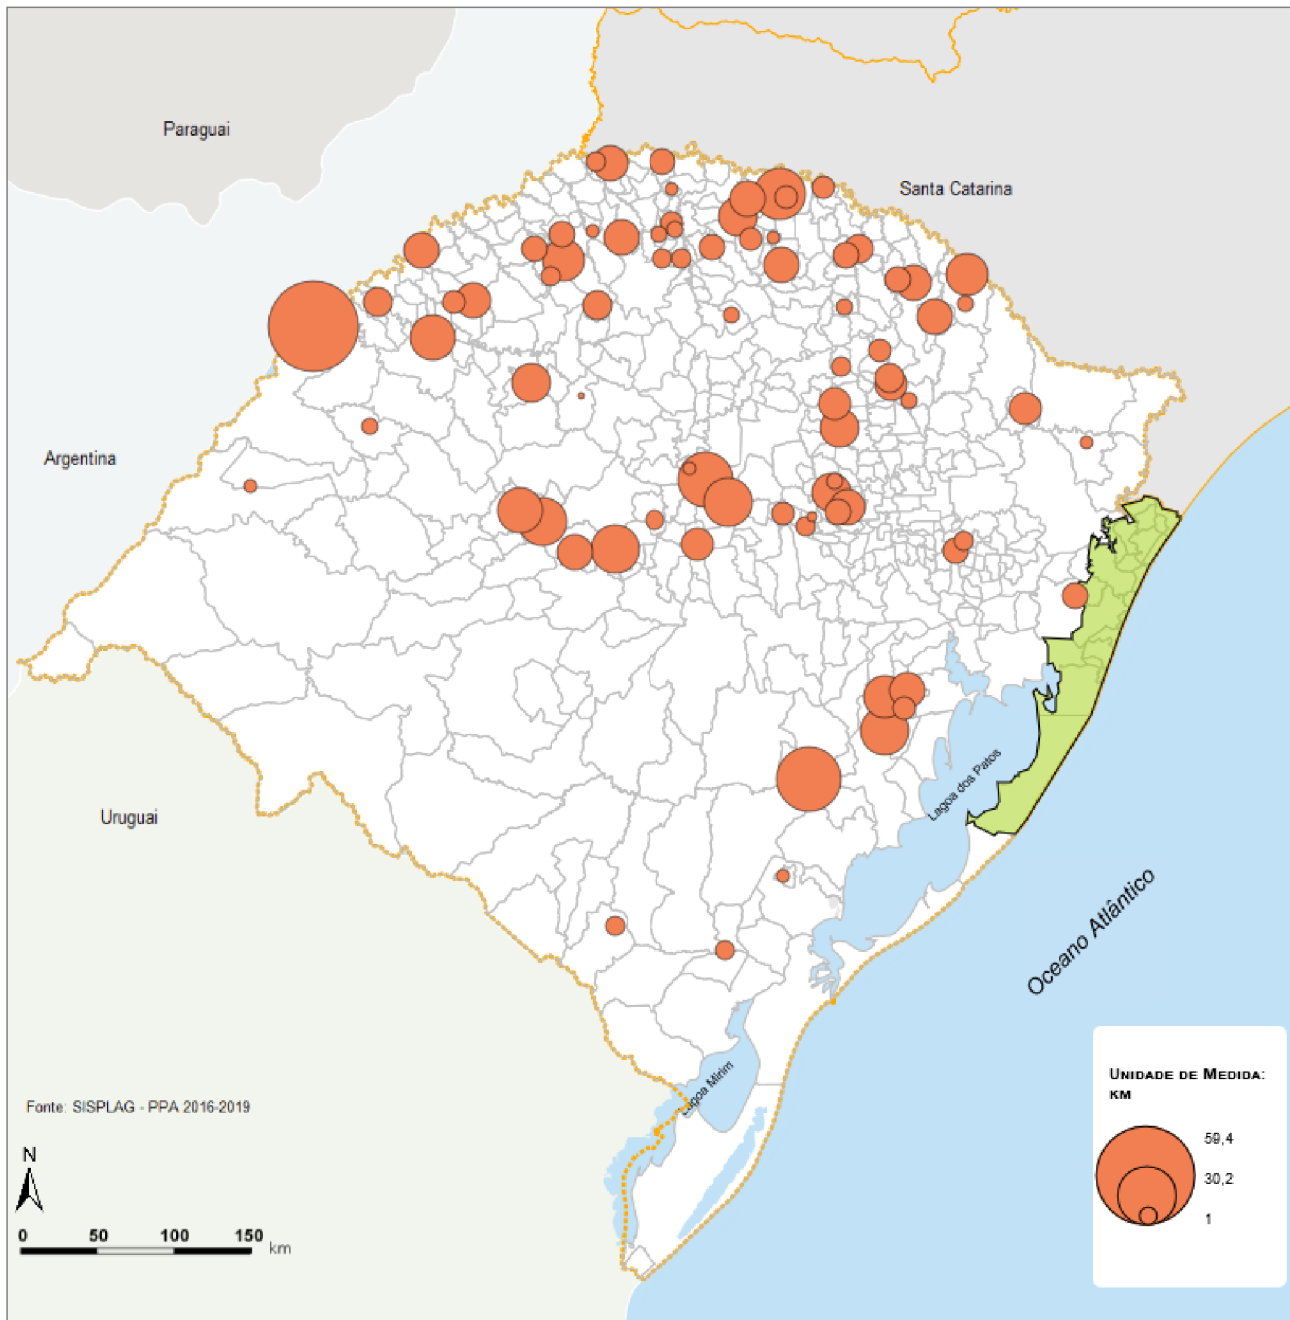 Paraguai
Santa Catarina
Argentina
Uruguai
Lagoa dos Patos
Oceano Atlântico
Lagoa Mirim
Fonte: SISPLAG - PPA 2016-2019
N
0 50 100 150
km
UNIDADE DE MEDIDA:
KM
59,4
30,2
1